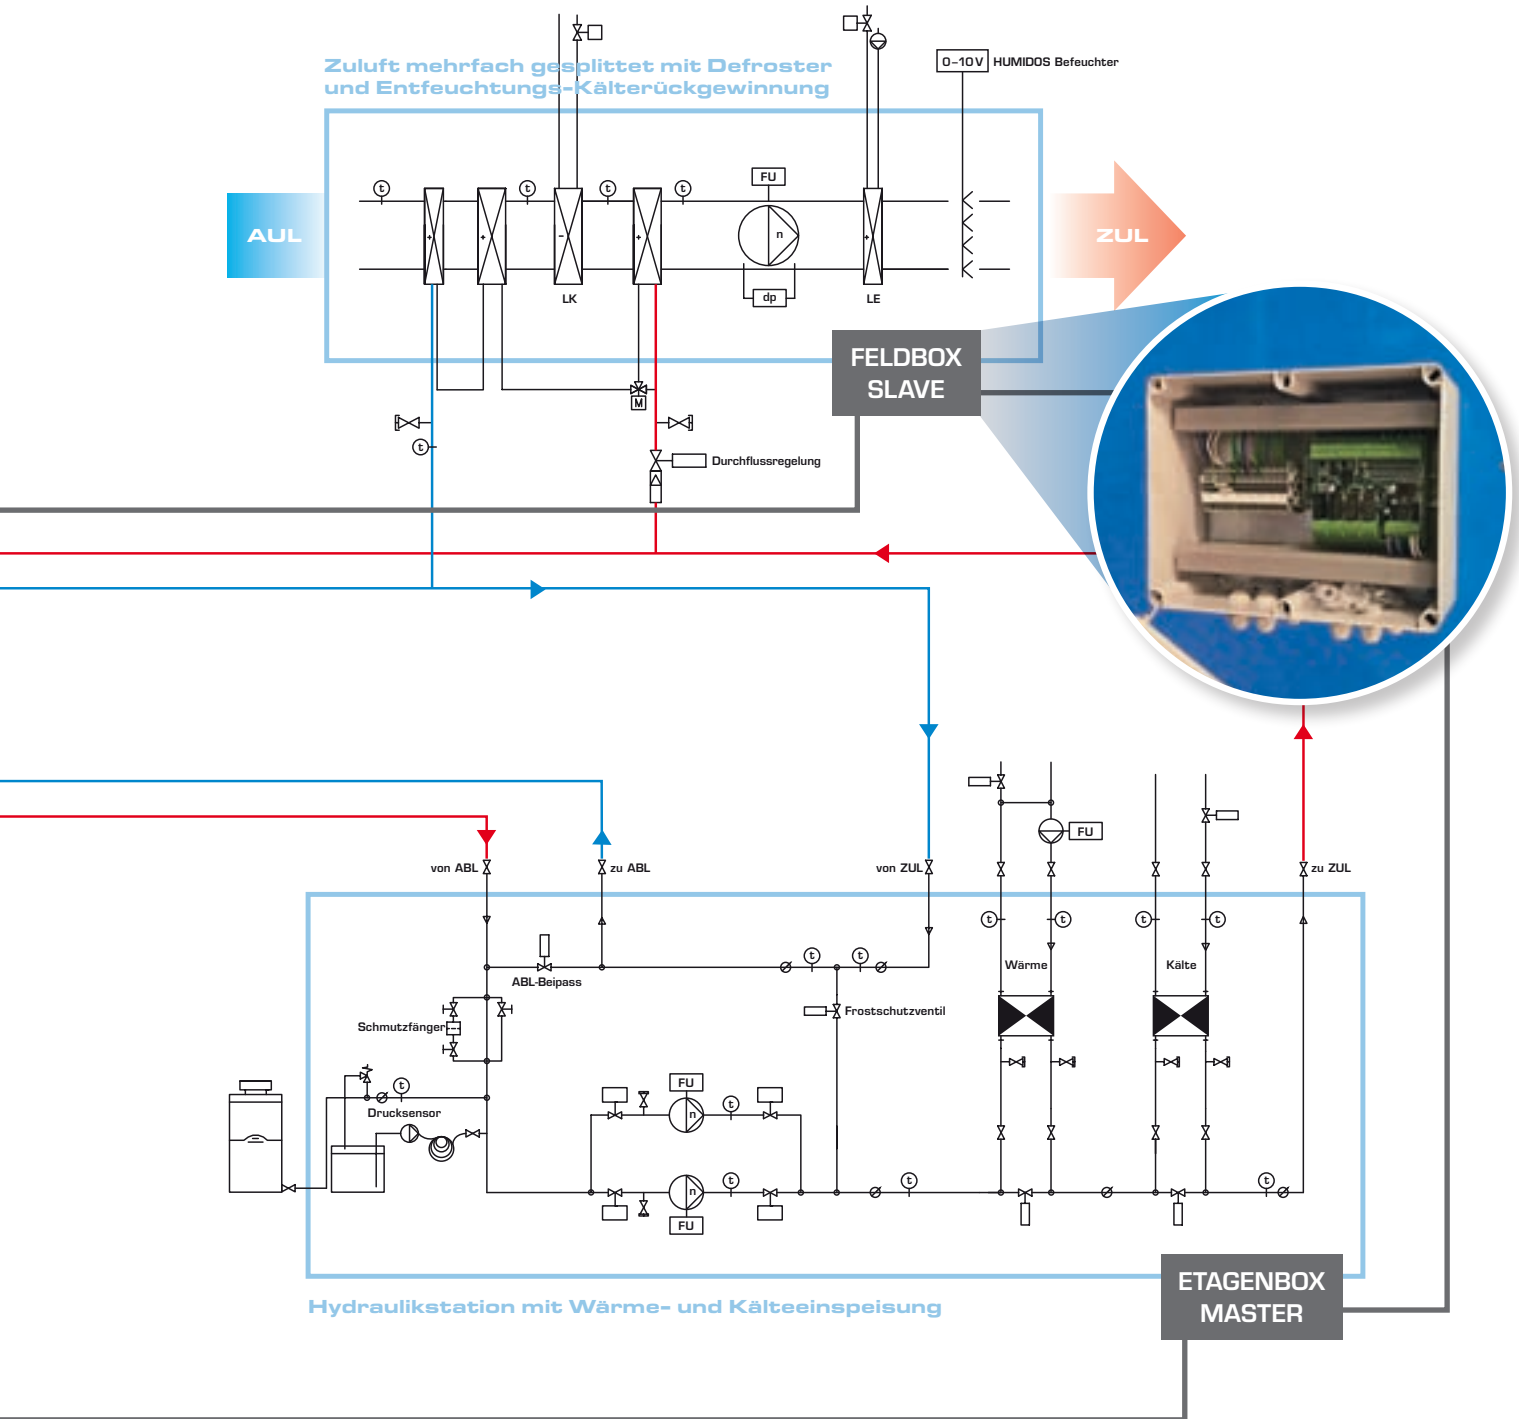 Zuluft mehrfach gesplittet mit Defroster
und Entfeuchtungs-Kälterückgewinnung
0–10V HUMIDOS Befeuchter
t
t
t
t
FU
AUL
ZUL
+
+
–
+
n
+
LK
dp
LE
FELDBOX
SLAVE
M
t
Durchflussregelung
FU
von ABL
zu ABL
von ZUL
zu ZUL
t
t
t
t
t
t
ABL-Beipass
Wärme
Kälte
Schmutzfänger
Frostschutzventil
FU
t
Drucksensor
n
t
n
t
t
t
FU
ETAGENBOX
MASTER
Hydraulikstation mit Wärme- und Kälteeinspeisung